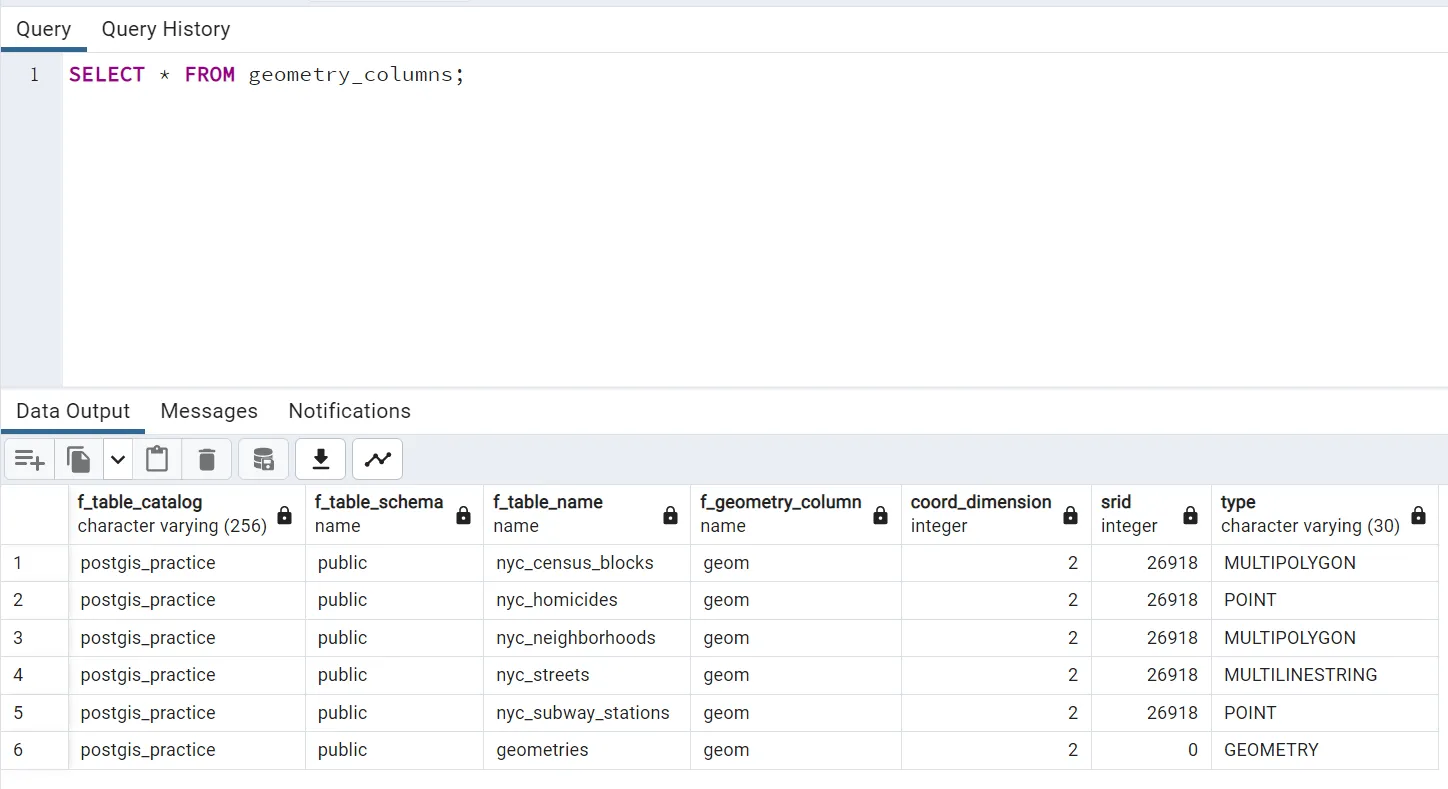 Query Query History
1 SELECT * FROM geometry_columns;
Data Output Messages Notifications
f_table_catalog f_table_schema f_table_name f_geometry_column coord_dimension srid type
character varying (256) name name name integer integer character varying (30)
1 postgis_practice public nyc_census_blocks geom 2 26918 MULTIPOLYGON
2 postgis_practice public nyc_homicides geom 2 26918 POINT
3 postgis_practice public nyc_neighborhoods geom 2 26918 MULTIPOLYGON
4 postgis_practice public nyc_streets geom 2 26918 MULTILINESTRING
5 postgis_practice public nyc_subway_stations geom 2 26918 POINT
6 postgis_practice public geometries geom 2 0 GEOMETRY